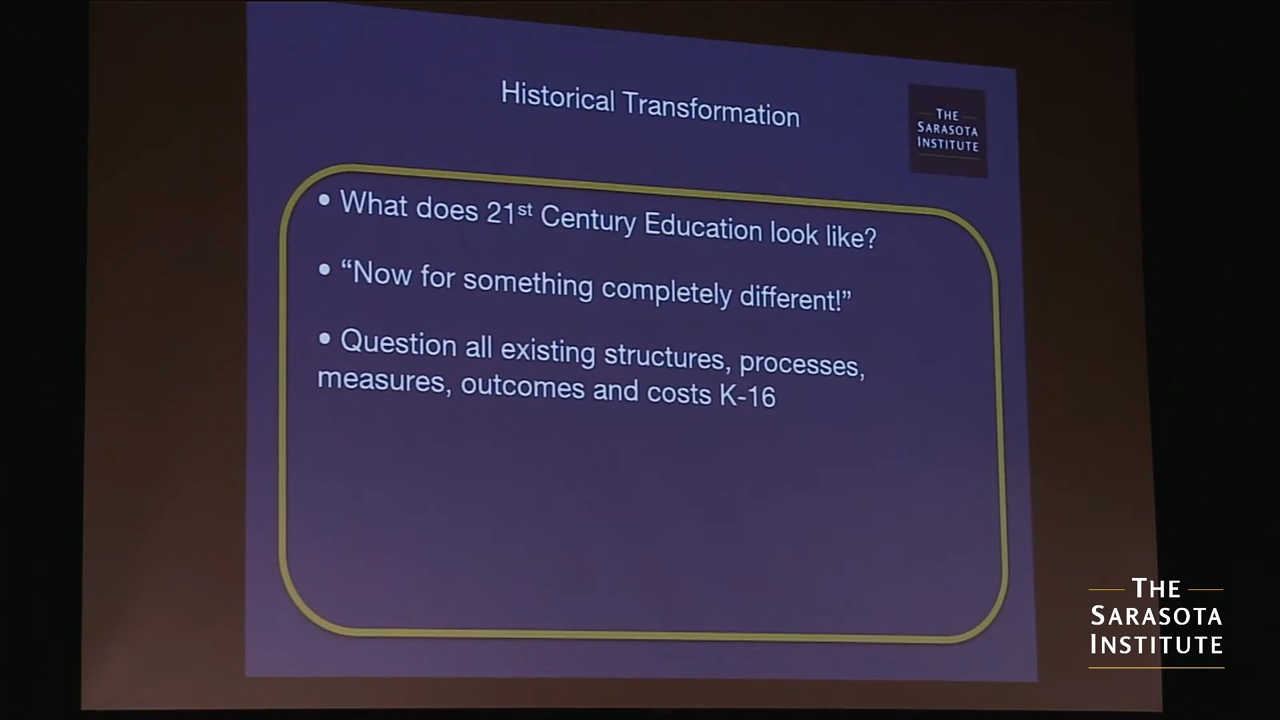 Historical Transformation
THE
SARASOTA
INSTITUTE
• What does 21st Century Education look like?
• “Now for something completely different!”
• Question all existing structures, processes,
measures, outcomes and costs K-16
THE
SARASOTA
INSTITUTE